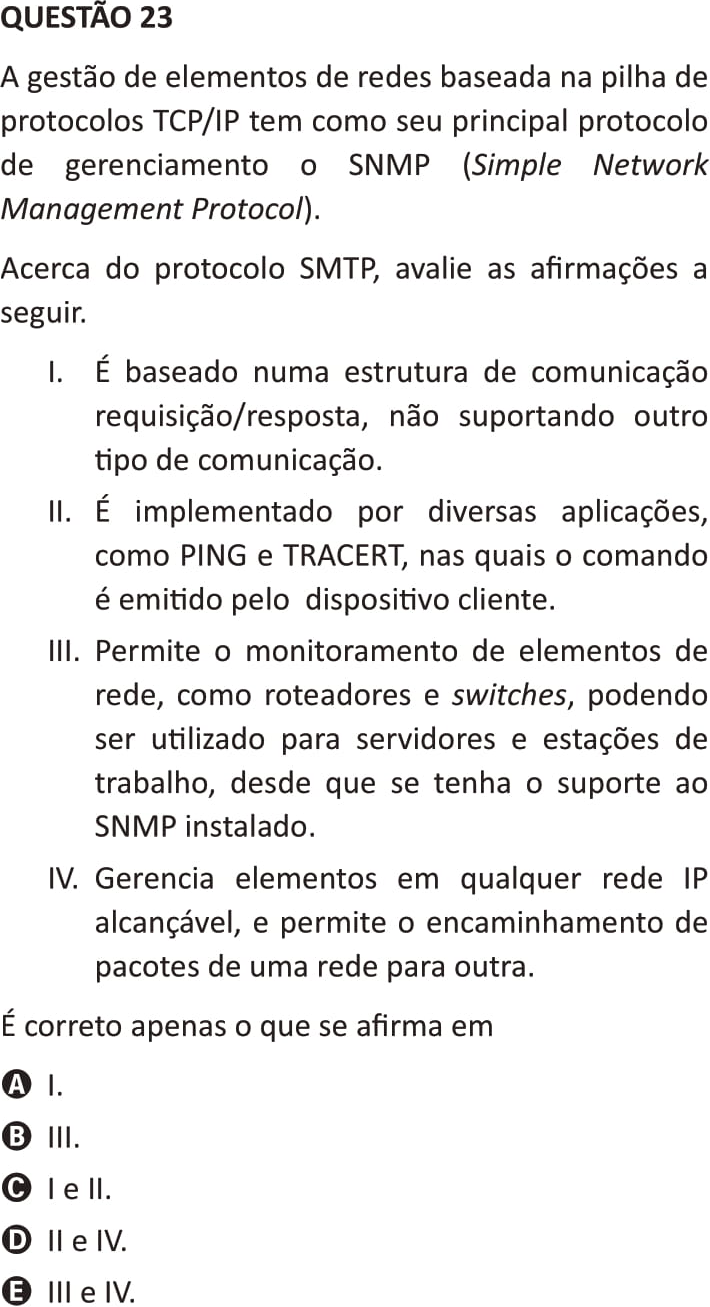 QUESTÃO 23
A gestão de elementos de redes baseada na pilha de
protocolos TCP/IP tem como seu principal protocolo
de gerenciamento o SNMP (Simple Network
Management Protocol).
Acerca do protocolo SMTP, avalie as afirmações a
seguir.
I. É baseado numa estrutura de comunicação
requisição/resposta, não suportando outro
tipo de comunicação.
II. É implementado por diversas aplicações,
como PING e TRACERT, nas quais o comando
é emitido pelo dispositivo cliente.
III. Permite o monitoramento de elementos de
rede, como roteadores e switches, podendo
ser utilizado para servidores e estações de
trabalho, desde que se tenha o suporte ao
SNMP instalado.
IV. Gerencia elementos em qualquer rede IP
alcançável, e permite o encaminhamento de
pacotes de uma rede para outra.
É correto apenas o que se afirma em
A I.
B III.
C I e II.
D II e IV.
E III e IV.